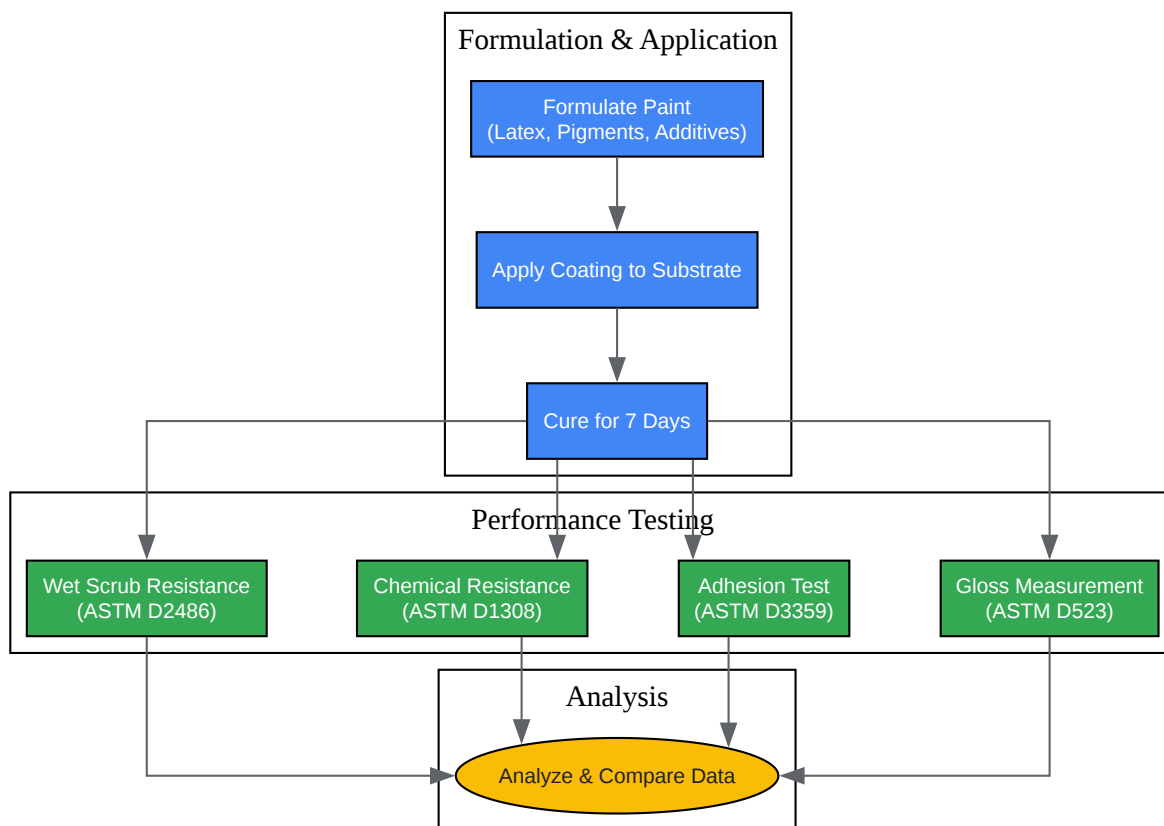 Formulation & Application
Formulate Paint
(Latex, Pigments, Additives)
Apply Coating to Substrate
Cure for 7 Days
Performance Testing
Wet Scrub Resistance
(ASTM D2486)
Chemical Resistance
(ASTM D1308)
Adhesion Test
(ASTM D3359)
Gloss Measurement
(ASTM D523)
Analysis
Analyze & Compare Data